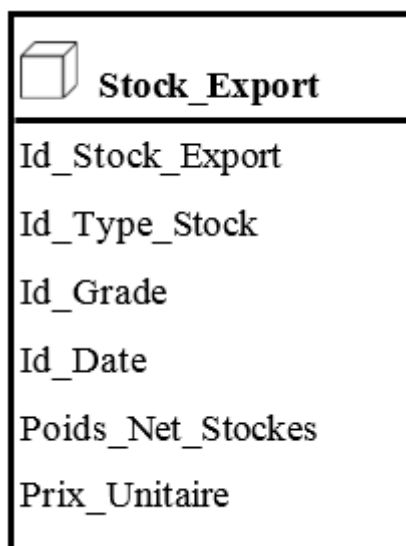 Stock_Export
Id_Stock_Export
Id_Type_Stock
Id_Grade
Id_Date
Poids_Net_Stockes
Prix_Unitaire